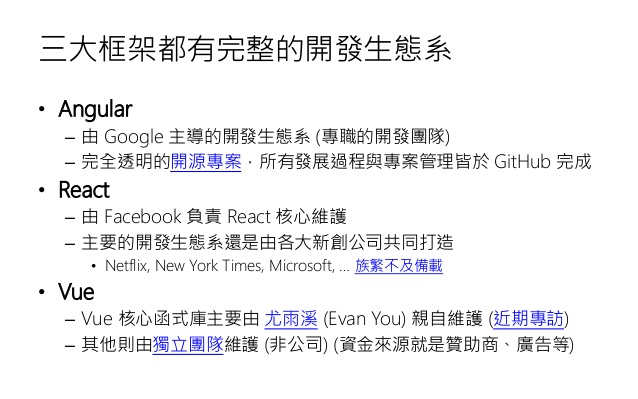 三大框架都有完整的開發生態系
• Angular
– 由 Google 主導的開發生態系 (專職的開發團隊)
– 完全透明的開源專案，所有發展過程與專案管理皆於 GitHub 完成
• React
– 由 Facebook 負責 React 核心維護
– 主要的開發生態系還是由各大新創公司共同打造
• Netflix, New York Times, Microsoft, ... 族繁不及備載
• Vue
– Vue 核心函式庫主要由 尤雨溪 (Evan You) 親自維護 (近期專訪)
– 其他則由獨立團隊維護 (非公司) (資金來源就是贊助商、廣告等)